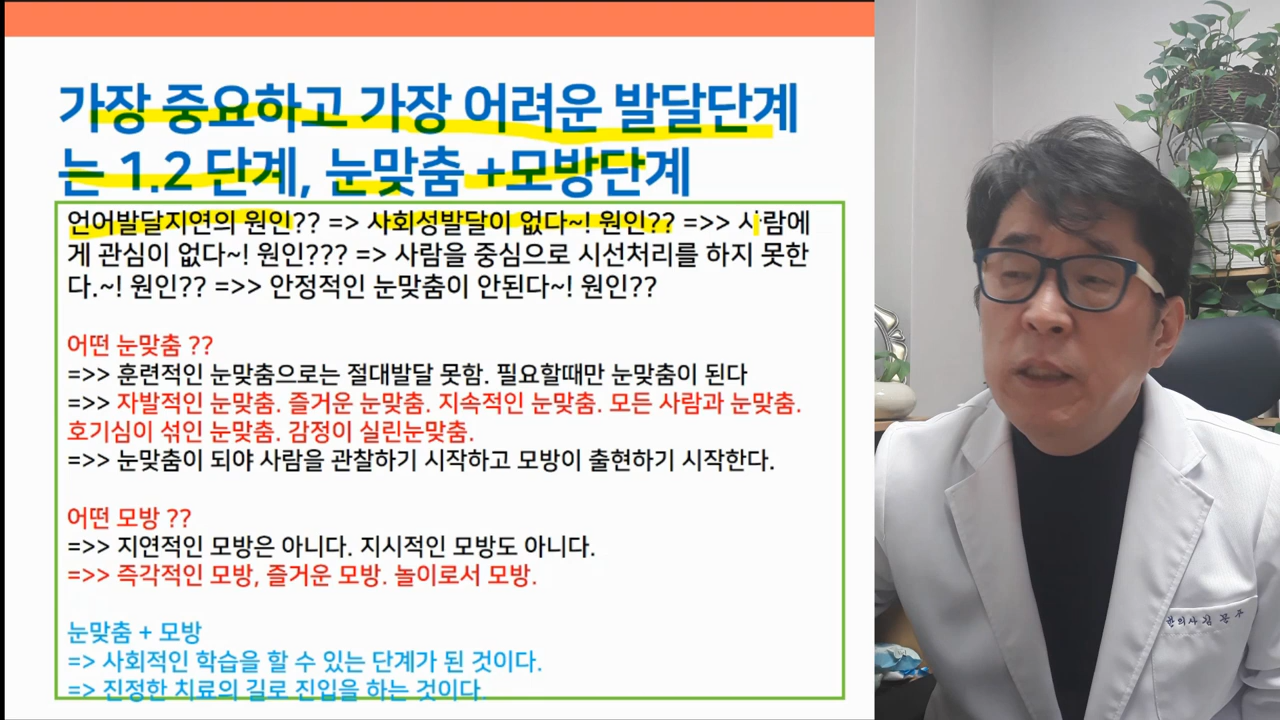 가장 중요하고 가장 어려운 발달단계
는 1.2 단계, 눈맞춤 +모방단계
언어발달지연의 원인?? => 사회성발달이 없다~! 원인?? =>> 사람에
게 관심이 없다~! 원인??? => 사람을 중심으로 시선처리를 하지 못한
다.~! 원인?? =>> 안정적인 눈맞춤이 안된다~! 원인??
어떤 눈맞춤 ??
=>> 훈련적인 눈맞춤으로는 절대발달 못함. 필요할때만 눈맞춤이 된다
=>> 자발적인 눈맞춤. 즐거운 눈맞춤. 지속적인 눈맞춤. 모든 사람과 눈맞춤.
호기심이 섞인 눈맞춤. 감정이 실린눈맞춤.
=>> 눈맞춤이 되야 사람을 관찰하기 시작하고 모방이 출현하기 시작한다.
어떤 모방 ??
=>> 지연적인 모방은 아니다. 지시적인 모방도 아니다.
=>> 즉각적인 모방, 즐거운 모방. 놀이로서 모방.
눈맞춤 + 모방
=> 사회적인 학습을 할 수 있는 단계가 된 것이다.
=> 진정한 치료의 길로 진입을 하는 것이다.
한의사